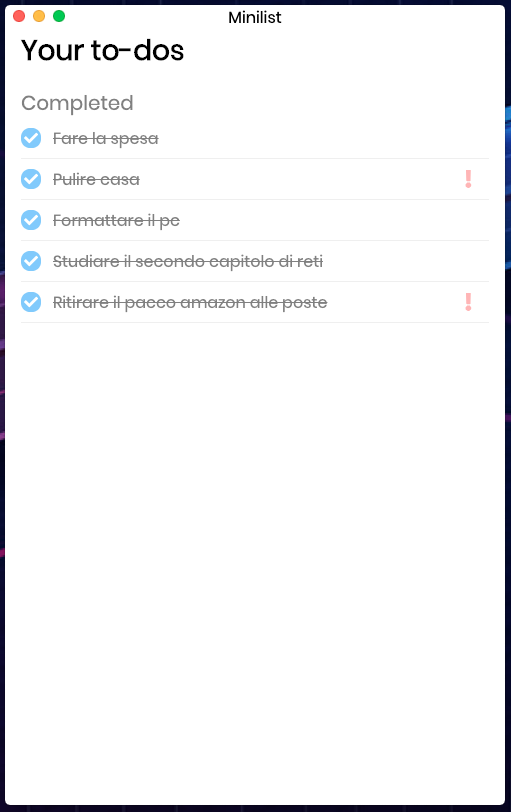 Minilist
Your to-dos
Completed
Fare la spesa
Pulire casa
Formattare il pc
Studiare il secondo capitolo di reti
Ritirare il pacco amazon alle poste